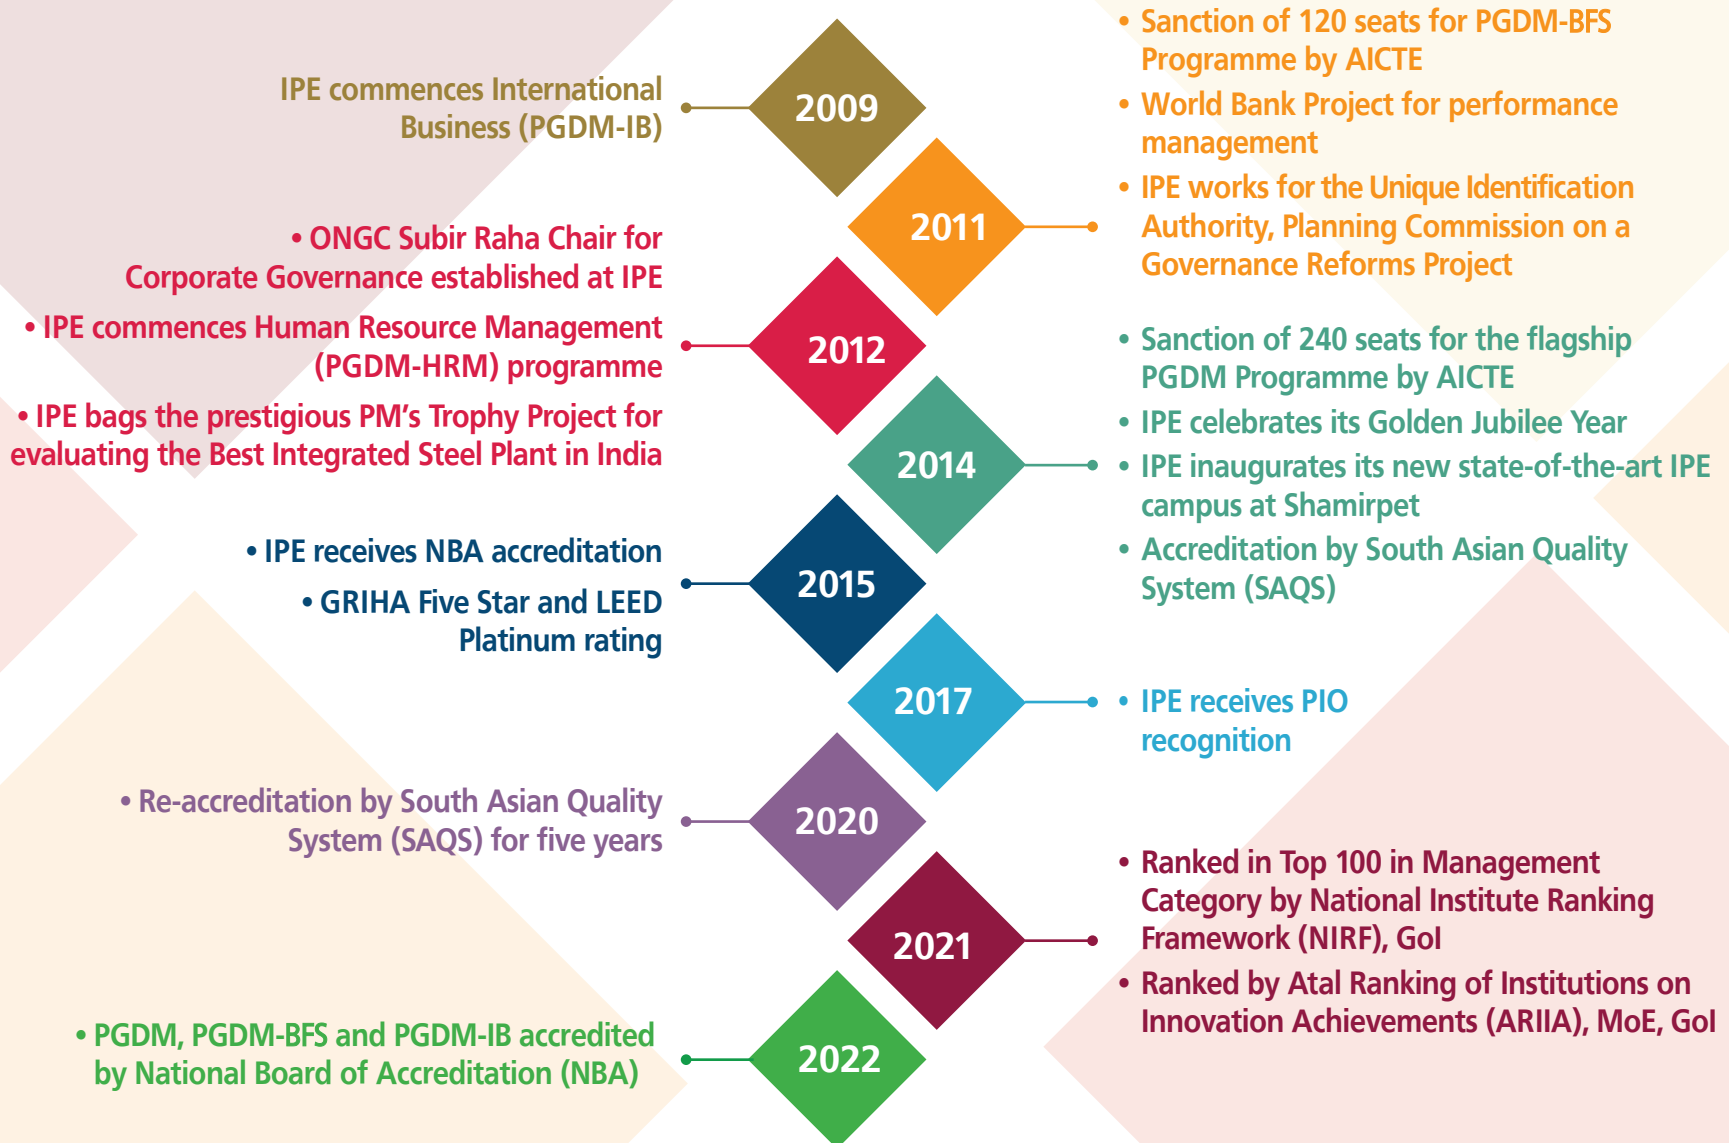 IPE commences International
Business (PGDM-IB)
2009
• Sanction of 120 seats for PGDM-BFS
Programme by AICTE
• World Bank Project for performance
management
• IPE works for the Unique Identification
Authority, Planning Commission on a
Governance Reforms Project
2011
• ONGC Subir Raha Chair for
Corporate Governance established at IPE
• IPE commences Human Resource Management
(PGDM-HRM) programme
• IPE bags the prestigious PM's Trophy Project for
evaluating the Best Integrated Steel Plant in India
2012
• Sanction of 240 seats for the flagship
PGDM Programme by AICTE
• IPE celebrates its Golden Jubilee Year
• IPE inaugurates its new state-of-the-art IPE
campus at Shamirpet
• Accreditation by South Asian Quality
System (SAQS)
2014
• IPE receives NBA accreditation
• GRIHA Five Star and LEED
Platinum rating
2015
2017
• IPE receives PIO
recognition
• Re-accreditation by South Asian Quality
System (SAQS) for five years
2020
2021
• Ranked in Top 100 in Management
Category by National Institute Ranking
Framework (NIRF), GoI
• Ranked by Atal Ranking of Institutions on
Innovation Achievements (ARIIA), MoE, GoI
• PGDM, PGDM-BFS and PGDM-IB accredited
by National Board of Accreditation (NBA)
2022